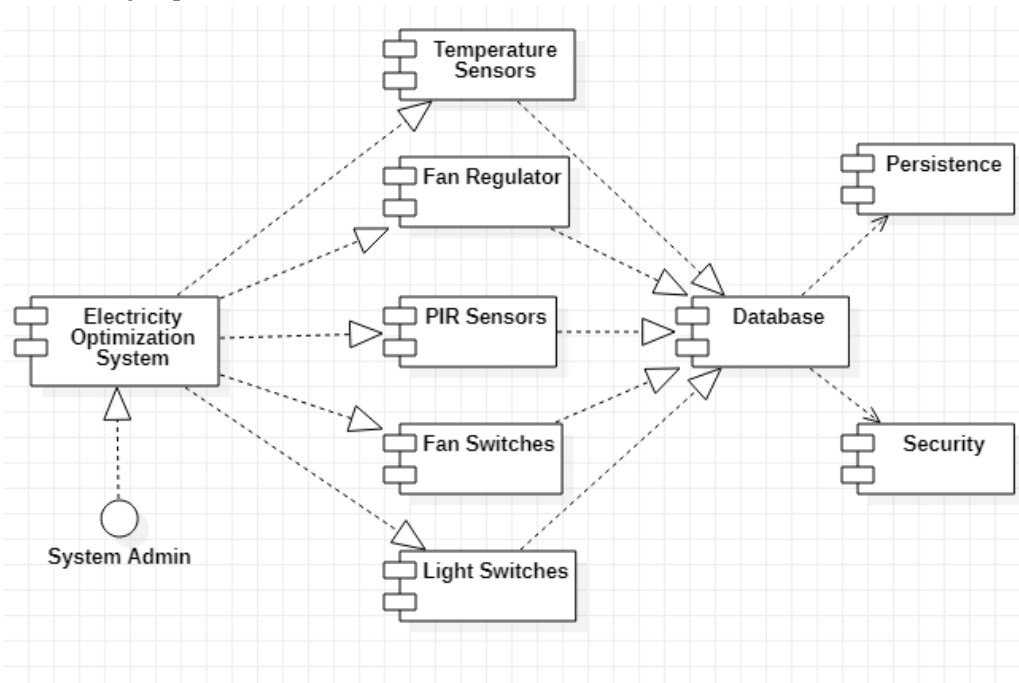 Temperature
Sensors
Fan Regulator
Persistence
Electricity
Optimization
System
PIR Sensors
Database
Fan Switches
Security
System Admin
Light Switches